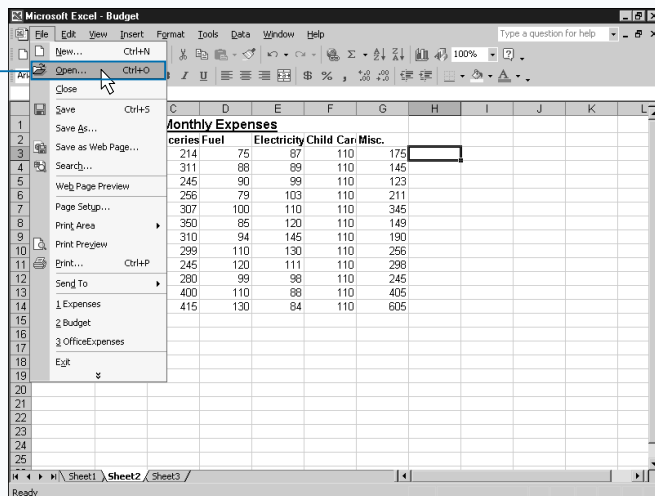 Microsoft Excel - Budget
File Edit View Insert Format Tools Data Window Help
Type a question for help
100%
Ari
New... Ctrl+N
Open... Ctrl+O
Close
Save Ctrl+S
Save As...
Save as Web Page...
Search...
Web Page Preview
Page Setup...
Print Area
Print Preview
Print... Ctrl+P
Send To
1 Expenses
2 Budget
3 OfficeExpenses
Exit
C D E F G H I J K L
1 Monthly Expenses
2 ceries Fuel Electricity Child Car Misc.
3 214 75 87 110 175
4 311 88 89 110 145
5 245 90 99 110 123
6 256 79 103 110 211
7 307 100 110 110 345
8 350 85 120 110 149
9 310 94 145 110 190
10 299 110 130 110 256
11 245 120 111 110 298
12 280 99 98 110 245
13 400 110 88 110 405
14 415 130 84 110 605
15
16
17
18
19
20
21
22
23
24
25
Sheet1 Sheet2 Sheet3
Ready